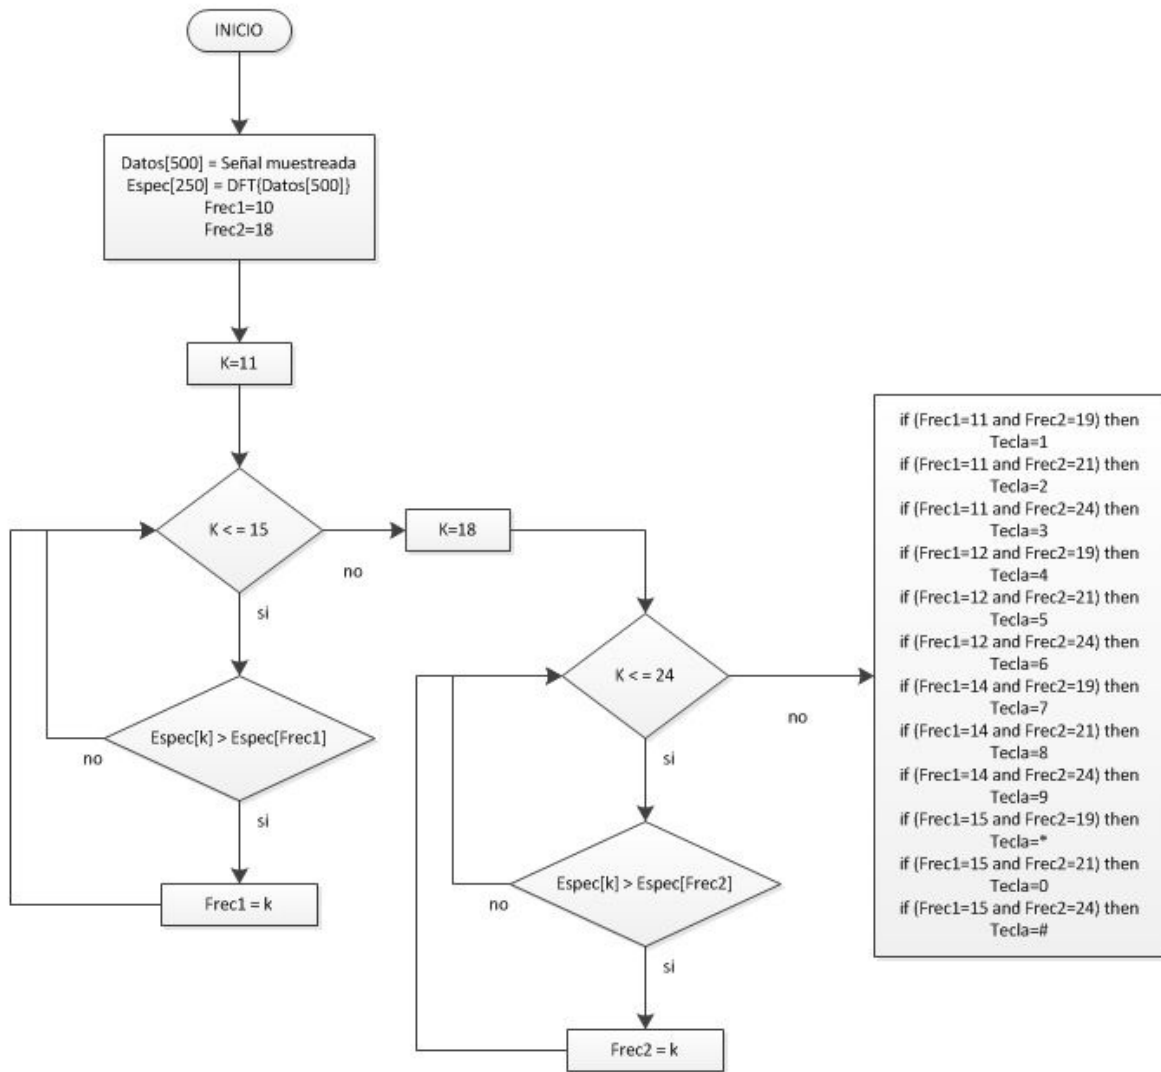 INICIO
Datos[500] = Señal muestreada
Espec[250] = DFT{Datos[500]}
Frec1=10
Frec2=18
K=11
K < = 15
no
si
Espec[k] > Espec[Frec1]
no
si
Frec1 = k
K=18
K < = 24
no
si
Espec[k] > Espec[Frec2]
no
si
Frec2 = k
if (Frec1=11 and Frec2=19) then
Tecla=1
if (Frec1=11 and Frec2=21) then
Tecla=2
if (Frec1=11 and Frec2=24) then
Tecla=3
if (Frec1=12 and Frec2=19) then
Tecla=4
if (Frec1=12 and Frec2=21) then
Tecla=5
if (Frec1=12 and Frec2=24) then
Tecla=6
if (Frec1=14 and Frec2=19) then
Tecla=7
if (Frec1=14 and Frec2=21) then
Tecla=8
if (Frec1=14 and Frec2=24) then
Tecla=9
if (Frec1=15 and Frec2=19) then
Tecla=*
if (Frec1=15 and Frec2=21) then
Tecla=0
if (Frec1=15 and Frec2=24) then
Tecla=#